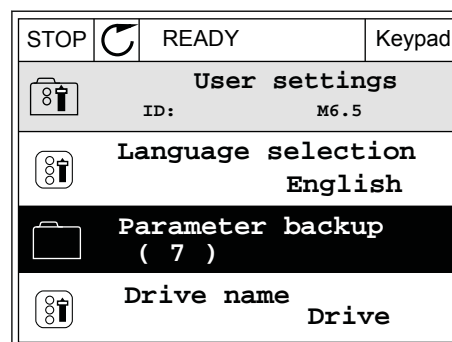 STOP READY Keypad
User settings
ID: M6.5
Language selection
English
Parameter backup
( 7 )
Drive name
Drive